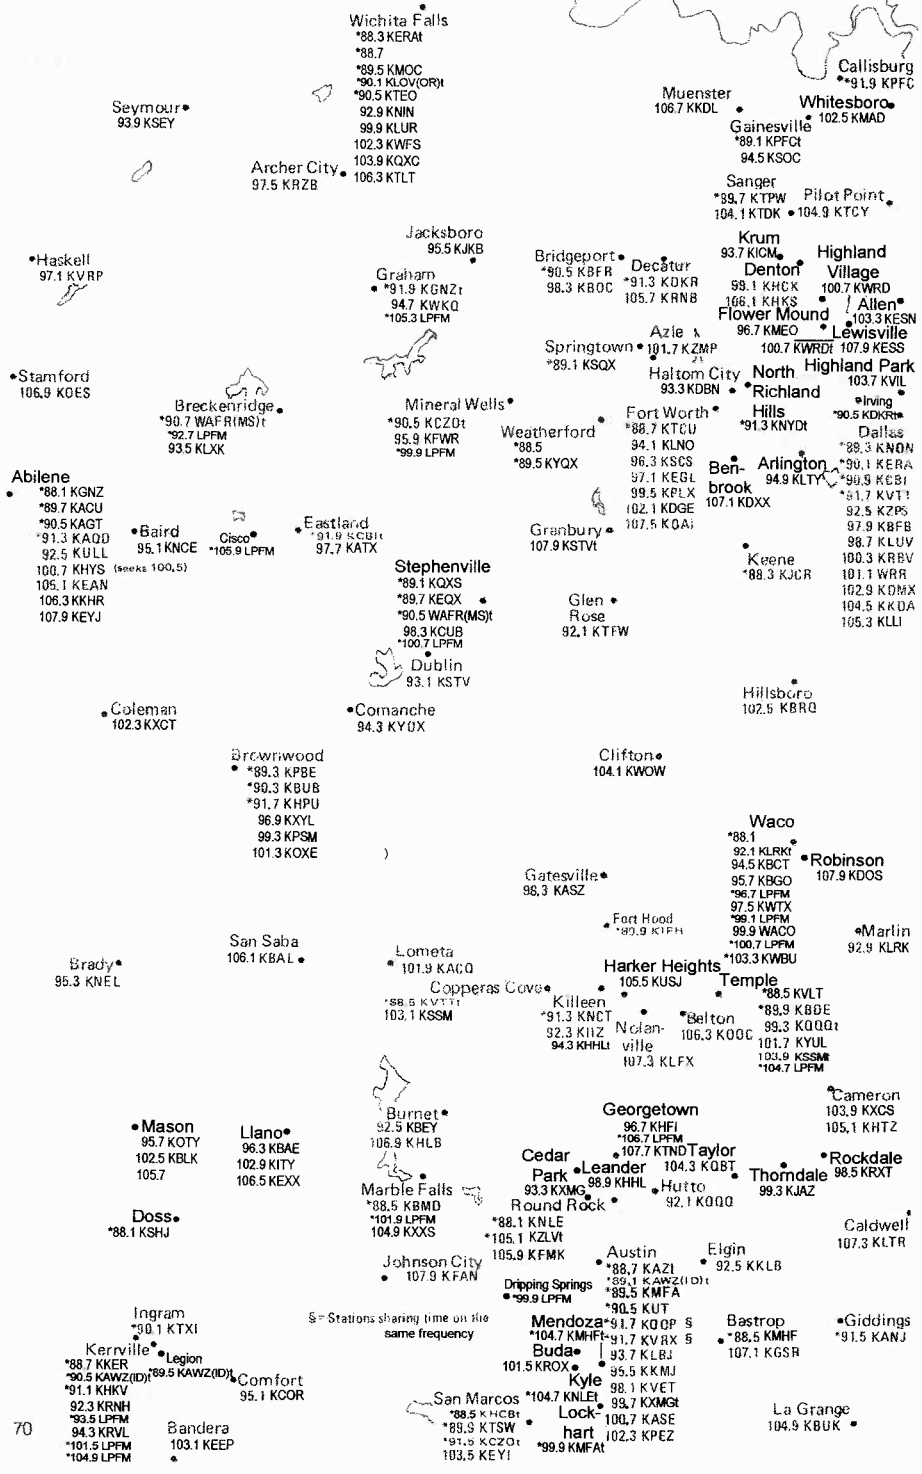 Wichita Falls
*88.3 KERAt
*88.7
*89.5 KMOC
*90.1 KLOV(OR)t
*90.5 KTEO
92.9 KNIN
99.9 KLUR
102.3 KWFS
103.9 KQXC
106.3 KTLT
Seymour
93.9 KSEY
Archer City
97.5 KRZB
Callisburg
*91.9 KPFC
Muenster
106.7 KKDL
Whitesboro
102.5 KMAD
Gainesville
*89.1 KPFCt
94.5 KSOC
Sanger
*89.7 KTPW
104.1 KTDK
Pilot Point
104.9 KTCY
Haskell
97.1 KVRP
Jacksboro
95.5 KJKB
Graham
*91.9 KGNZt
94.7 KWKQ
*105.3 LPFM
Bridgeport
*90.5 KBFR
98.3 KBOC
Decatur
*91.3 KDKR
105.7 KRNB
Krum
93.7 KICM
Denton
99.1 KHCK
106.1 KHKS
Highland
Village
100.7 KWRD
Allen
103.3 KESN
Flower Mound
96.7 KMEO
Lewisville
100.7 KWRDt 107.9 KESS
Azle
101.7 KZMP
Springtown
*89.1 KSQX
Haltom City
93.3 KDBN
North
Richland
Hills
*91.3 KNYDt
Highland Park
103.7 KVIL
Irving
*90.5 KDKRt
Stamford
106.9 KOES
Breckenridge
*90.7 WAFR(MS)t
*92.7 LPFM
93.5 KLXK
Mineral Wells
*90.5 KCZOt
95.9 KFWR
*99.9 LPFM
Weatherford
*88.5
*89.5 KYQX
Fort Worth
*88.7 KTCU
94.1 KLNO
96.3 KSCS
97.1 KEGL
99.5 KPLX
102.1 KDGE
107.5 KOAI
Ben-
brook
107.1 KDXX
Arlington
94.9 KLTY
Dallas
*89.3 KNON
*90.1 KERA
*90.9 KCBI
*91.7 KVTT
92.5 KZPS
97.9 KBFB
98.7 KLUV
100.3 KRBV
101.1 WRR
102.9 KDMX
104.5 KKDA
105.3 KLLI
Abilene
*88.1 KGNZ
*89.7 KACU
*90.5 KAGT
*91.3 KAQD
92.5 KULL
100.7 KHYS (seeks 100.5)
105.1 KEAN
106.3 KKHR
107.9 KEYJ
Baird
95.1 KNCE
Cisco
*105.9 LPFM
Eastland
*91.9 KCBIt
97.7 KATX
Granbury
107.9 KSTVt
Keene
*88.3 KJCR
Stephenville
*89.1 KQXS
*89.7 KEQX
*90.5 WAFR(MS)t
98.3 KCUB
*100.7 LPFM
Glen
Rose
92.1 KTFW
Dublin
93.1 KSTV
Hillsboro
102.5 KBRQ
Coleman
102.3 KXCT
Comanche
94.3 KYOX
Brownwood
*89.3 KPBE
*90.3 KBUB
*91.7 KHPU
96.9 KXYL
99.3 KPSM
101.3 KOXE
Clifton
104.1 KWOW
Waco
*88.1
92.1 KLRKt
94.5 KBCT
95.7 KBGO
*96.7 LPFM
97.5 KWTX
*99.1 LPFM
99.9 WACO
*100.7 LPFM
*103.3 KWBU
Robinson
107.9 KDOS
Gatesville
98.3 KASZ
Fort Hood
Marlin
92.9 KLRK
San Saba
106.1 KBAL
Brady
95.3 KNEL
Lometa
101.9 KACQ
Copperas Cove
*88.5 KVTTt
103.1 KSSM
Harker Heights
105.5 KUSJ
Killeen
*91.3 KNCT
92.3 KIIZ
94.3 KHHLt
Nolan-
ville
107.3 KLFX
Belton
106.3 KOOC
Temple
*88.5 KVLT
*89.9 KBDE
99.3 KQQQt
101.7 KYUL
103.9 KSSMt
*104.7 LPFM
Cameron
103.9 KXCS
105.1 KHTZ
Mason
95.7 KOTY
102.5 KBLK
105.7
Llano
96.3 KBAE
102.9 KITY
106.5 KEXX
Burnet
92.5 KBEY
106.9 KHLB
Georgetown
96.7 KHFI
*106.7 LPFM
107.7 KTND
Taylor
104.3 KQBT
Cedar
Park
93.3 KXMG
Leander
98.9 KHHL
Hutto
92.1 KQQQ
Thorndale
99.3 KJAZ
Rockdale
98.5 KRXT
Marble Falls
*88.5 KBMD
*101.9 LPFM
104.9 KXXS
Round Rock
*88.1 KNLE
*105.1 KZLVt
105.9 KFMK
Doss
*88.1 KSHJ
Caldwell
107.3 KLTR
Johnson City
107.9 KFAN
Austin
*88.7 KAZI
*89.1 KAWZ(ID)t
*89.5 KMFA
*90.5 KUT
*91.7 KOOP §
*91.7 KVRX §
93.7 KLBJ
95.5 KKMJ
98.1 KVET
99.7 KXMGt
100.7 KASE
102.3 KPEZ
Elgin
92.5 KKLB
Dripping Springs
*99.9 LPFM
§ = Stations sharing time on the
same frequency
Mendoza
*104.7 KMHFt
Buda
101.5 KROX
Kyle
*104.7 KNLEt
Bastrop
*88.5 KMHF
107.1 KGSR
Giddings
*91.5 KANJ
Ingram
*90.1 KTXI
Kerrville
*88.7 KKER
*90.5 KAWZ(ID)t
*91.1 KHKV
92.3 KRNH
*93.5 LPFM
94.3 KRVL
*101.5 LPFM
*104.9 LPFM
Legion
*89.5 KAWZ(ID)t
Comfort
95.1 KCOR
Bandera
103.1 KEEP
San Marcos
*88.5 KHCBt
*89.9 KTSW
*91.5 KCZOt
103.5 KEYI
Lock-
hart
*99.9 KMFAt
La Grange
104.9 KBUK
70